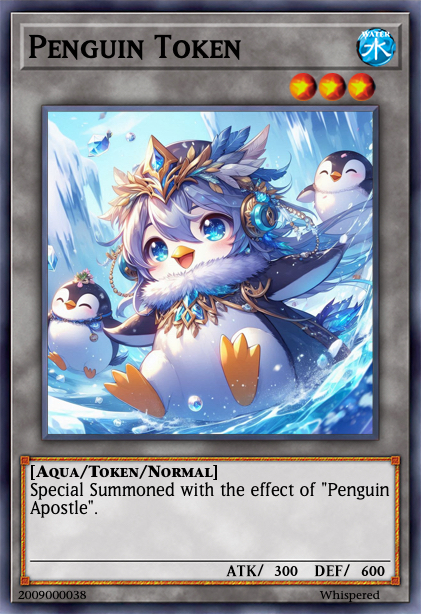 Penguin Token
WATER
水
[Aqua/Token/Normal]
Special Summoned with the effect of "Penguin
Apostle".
ATK/ 300 DEF/ 600
2009000038 Whispered